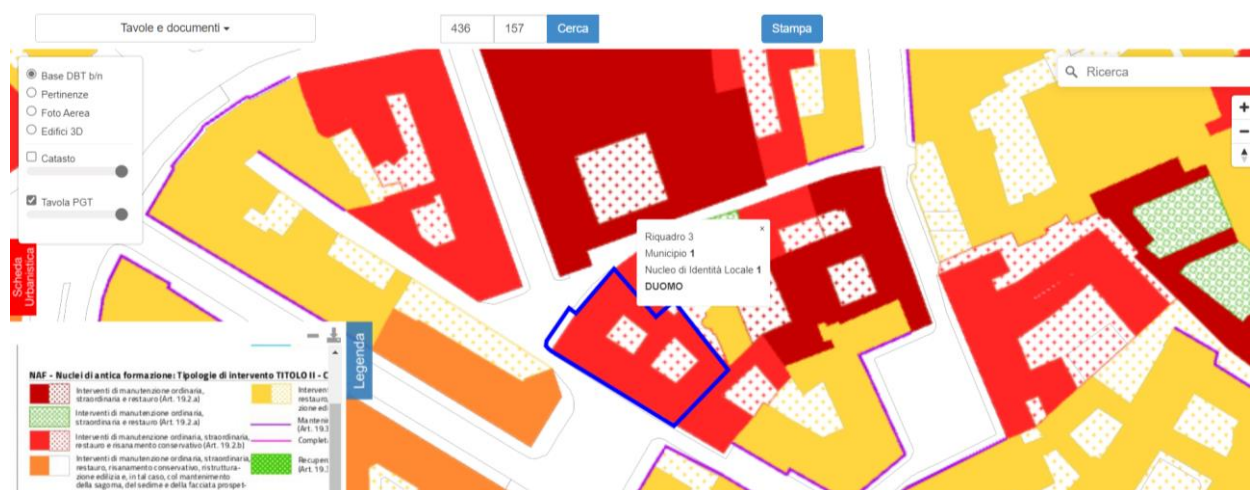 Tavole e documenti
436
157
Cerca
Stampa
Base DBT b/n
Pertinenze
Foto Aerea
Edifici 3D
Catasto
Tavola PGT
Ricerca
Scheda
Urbanistica
Riquadro 3
Municipio 1
Nucleo di Identità Locale 1
DUOMO
×
Legenda
NAF - Nuclei di antica formazione: Tipologie di intervento TITOLO II - C
Interventi di manutenzione ordinaria,
straordinaria e restauro (Art. 19.2.a)
Interventi di manutenzione ordinaria,
straordinaria e restauro (Art. 19.2.a)
Interventi di manutenzione ordinaria, straordinaria,
restauro e risanamento conservativo (Art. 19.2.b)
Interventi di manutenzione ordinaria, straordinaria,
restauro, risanamento conservativo, ristruttura-
zione edilizia e, in tal caso, col mantenimento
della sagoma, del sedime e della facciata prospet-
Intervent
restauro,
zione edi
Mantene
(Art. 19.3
Complet
Recuper
(Art. 19.3